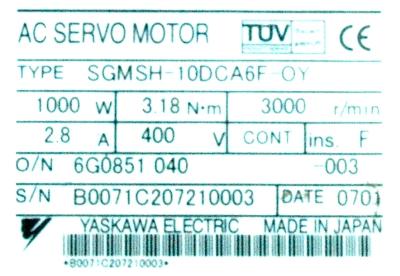 AC SERVO MOTOR TÜV CE
TYPE SGMSH-10DCA6F-OY
1000 W 3.18 N·m 3000 r/min
2.8 A 400 V CONT ins. F
O/N 6G0851 040 -003
S/N B0071C207210003 DATE 0701
YASKAWA ELECTRIC MADE IN JAPAN
*B0071C207210003*